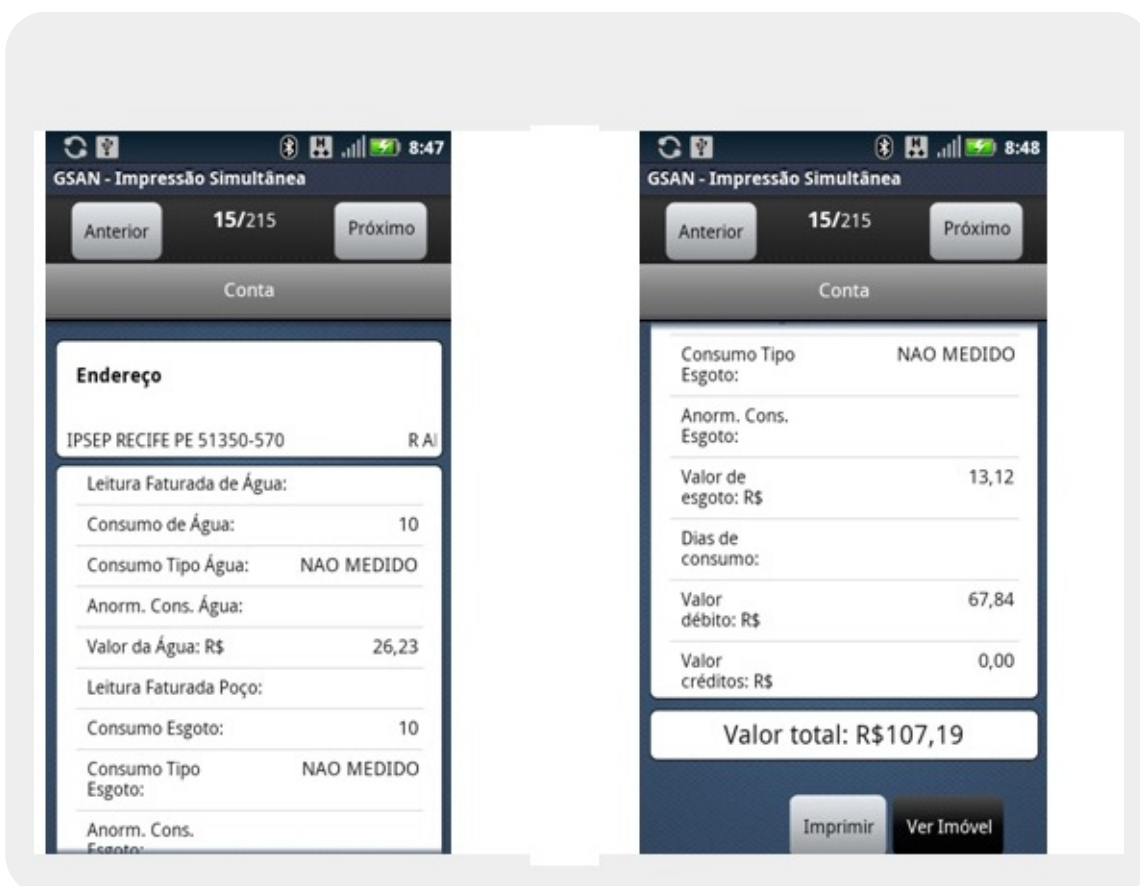 8:47
GSAN - Impressão Simultânea
Anterior 15/215 Próximo
Conta
Endereço
IPSEP RECIFE PE 51350-570 R
Leitura Faturada de Água:
Consumo de Água: 10
Consumo Tipo Água: NAO MEDIDO
Anorm. Cons. Água:
Valor da Água: R$ 26,23
Leitura Faturada Poço:
Consumo Esgoto: 10
Consumo Tipo NAO MEDIDO
Esgoto:
Anorm. Cons.
Esgoto:
8:48
GSAN - Impressão Simultânea
Anterior 15/215 Próximo
Conta
Consumo Tipo NAO MEDIDO
Esgoto:
Anorm. Cons.
Esgoto:
Valor de 13,12
esgoto: R$
Dias de
consumo:
Valor 67,84
débito: R$
Valor 0,00
créditos: R$
Valor total: R$107,19
Imprimir Ver Imóvel